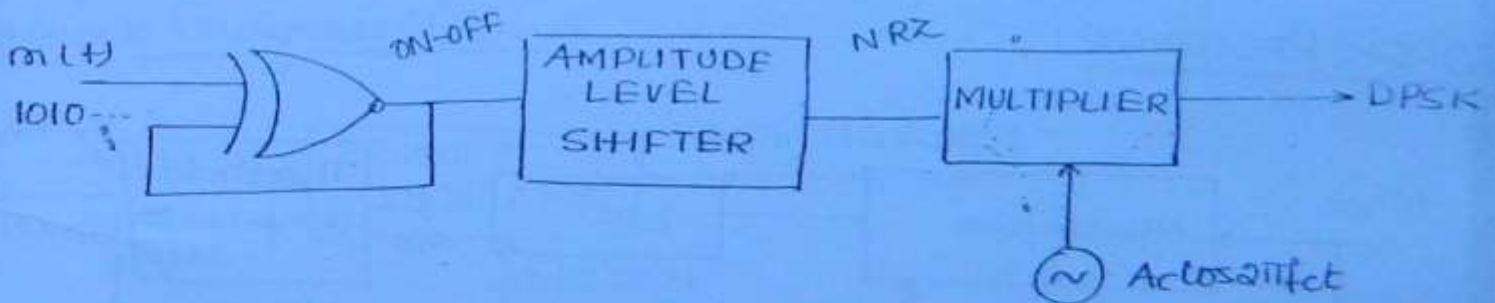 m(t)
1010---
ON-OFF
AMPLITUDE
LEVEL
SHIFTER
NRZ
MULTIPLIER
DPSK
Accos2πfct